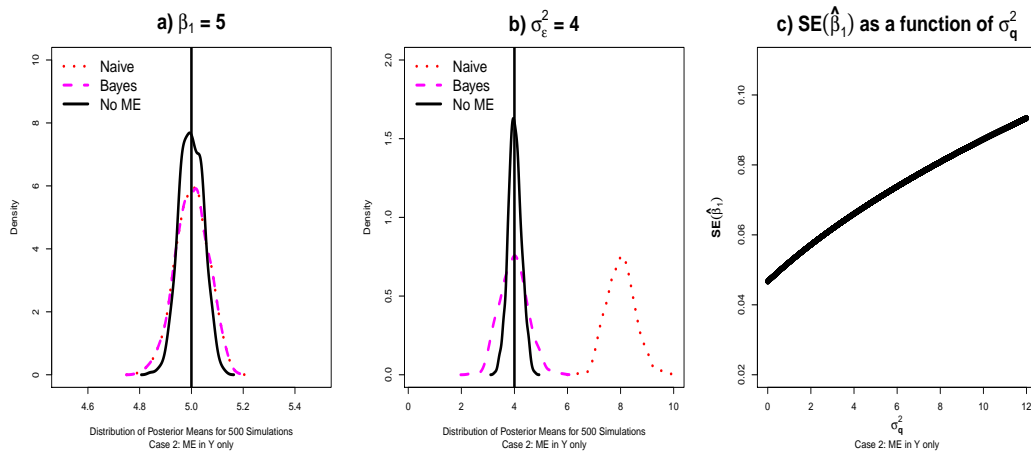 a) β₁ = 5
Naive
Bayes
No ME
Density
0 2 4 6 8 10
4.6 4.8 5.0 5.2 5.4
Distribution of Posterior Means for 500 Simulations
Case 2: ME in Y only
b) σ²ε = 4
Naive
Bayes
No ME
Density
0.0 0.5 1.0 1.5 2.0
0 2 4 6 8 10
Distribution of Posterior Means for 500 Simulations
Case 2: ME in Y only
c) SE(β̂₁) as a function of σ²q
SE(β̂₁)
0.02 0.04 0.06 0.08 0.10
0 2 4 6 8 10 12
σ²q
Case 2: ME in Y only